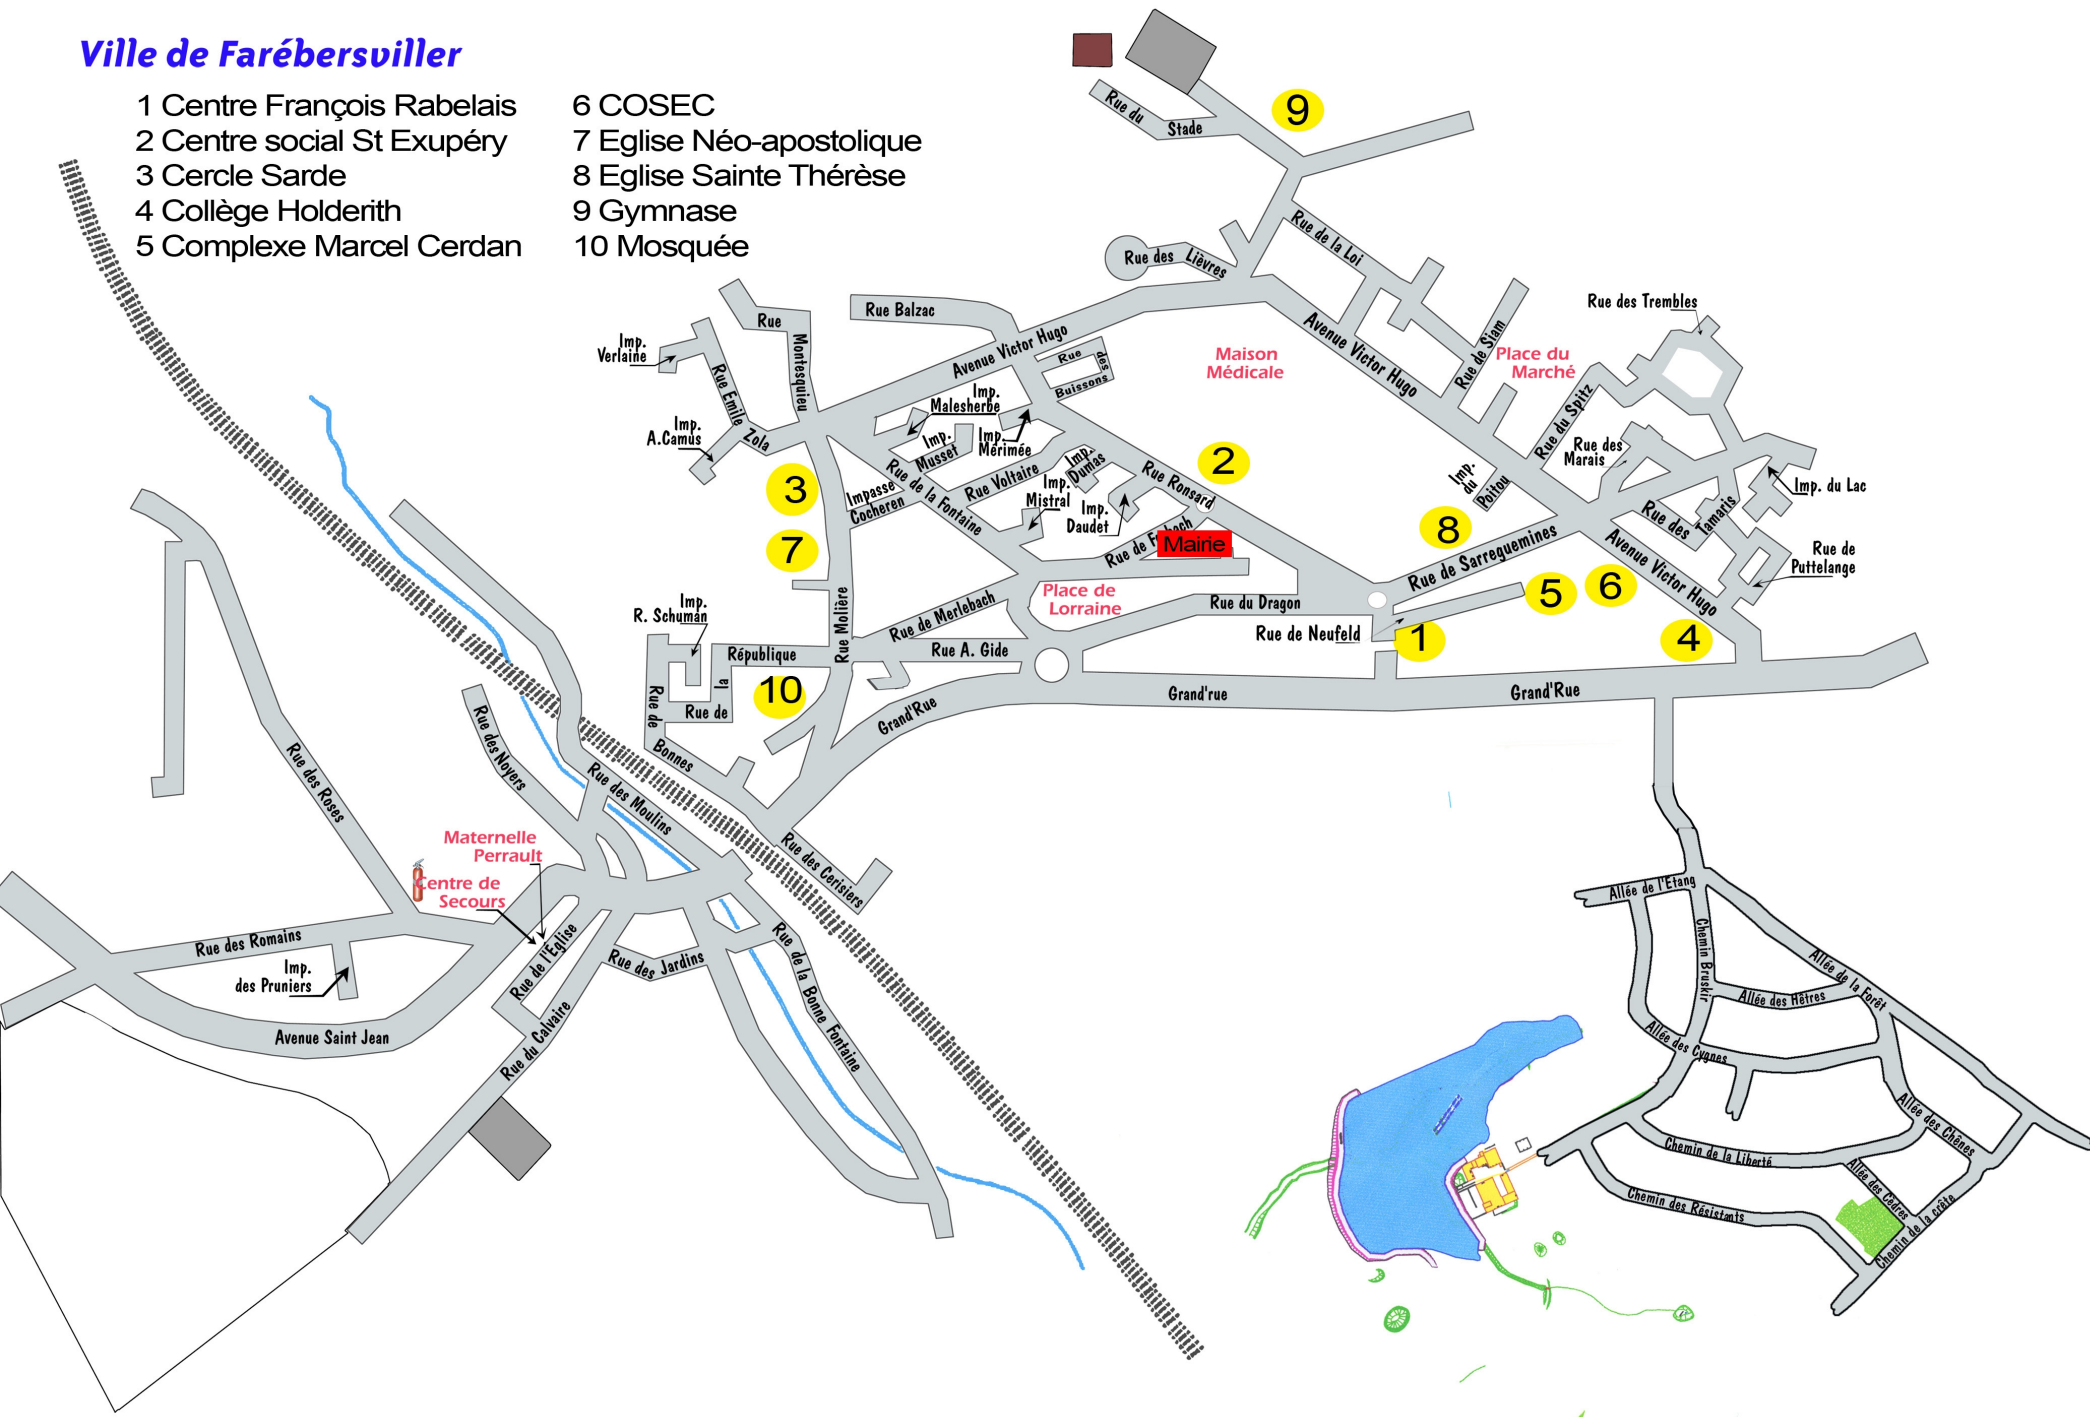 Ville de Farébersviller
1 Centre François Rabelais
2 Centre social St Exupéry
3 Cercle Sarde
4 Collège Holderith
5 Complexe Marcel Cerdan
6 COSEC
7 Eglise Néo-apostolique
8 Eglise Sainte Thérèse
9 Gymnase
10 Mosquée
Rue du
Stade
9
Rue de la Loi
Rue des Lièvres
Rue Balzac
Rue
Montesquieu
Imp.
Verlaine
Rue Emile
Zola
Imp.
A.Camus
Avenue Victor Hugo
Rue
des
Buissons
Maison
Médicale
Avenue Victor Hugo
Rue de Siam
Place du
Marché
Rue des Trembles
Rue du Spitz
Rue des
Marais
Imp. du Lac
Imp.
du
Poitou
Rue des
Tamaris
Rue de
Puttelange
Imp.
Malesherbe
Imp.
Musset
Imp.
Mérimée
Rue Voltaire
Imp.
Dumas
Imp.
Mistral
Imp.
Daudet
Rue Ronsard
2
3
Impasse
Cocheren
Rue de la Fontaine
7
Mairie
8
Rue de Sarreguemines
Avenue Victor Hugo
5
6
4
1
Place de
Lorraine
Rue du Dragon
Rue de Neufeld
Rue de Merlebach
Rue A. Gide
Rue Molière
Imp.
R. Schuman
République
la
Rue de
10
Rue de
Bonnes
Grand'Rue
Grand'rue
Grand'Rue
Rue des Roses
Rue des Noyers
Rue des Moulins
Rue des Cerisiers
Maternelle
Perrault
Centre de
Secours
Rue des Romains
Imp.
des Pruniers
Avenue Saint Jean
Rue de l'Eglise
Rue du Calvaire
Rue des Jardins
Rue de la Bonne Fontaine
Allée de l'Etang
Chemin Bruskir
Allée de la Forêt
Allée des Hêtres
Allée des Cygnes
Allée des Chênes
Chemin de la Liberté
Allée des Cèdres
Chemin des Résistants
Chemin de la crête